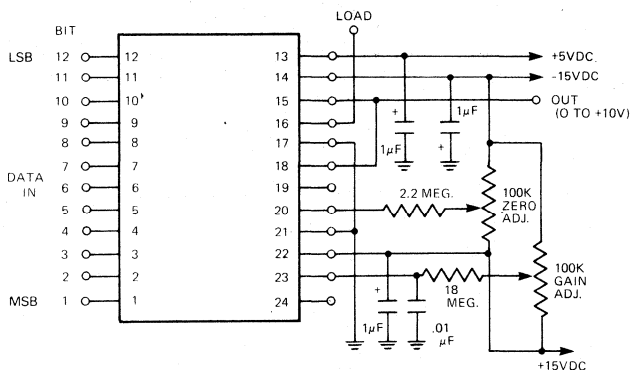 LOAD
BIT
LSB 12 12 13 +5VDC
11 11 14 -15VDC
10 10 15 OUT
(0 TO +10V)
9 9 16
8 8 17
+ 1µF 1µF +
DATA IN
7 7 18
6 6 19
5 5 20 2.2 MEG. 100K ZERO ADJ.
4 4 21
3 3 22
2 2 23 18 MEG. 100K GAIN ADJ.
MSB 1 1 24
+ 1µF .01 µF
+15VDC